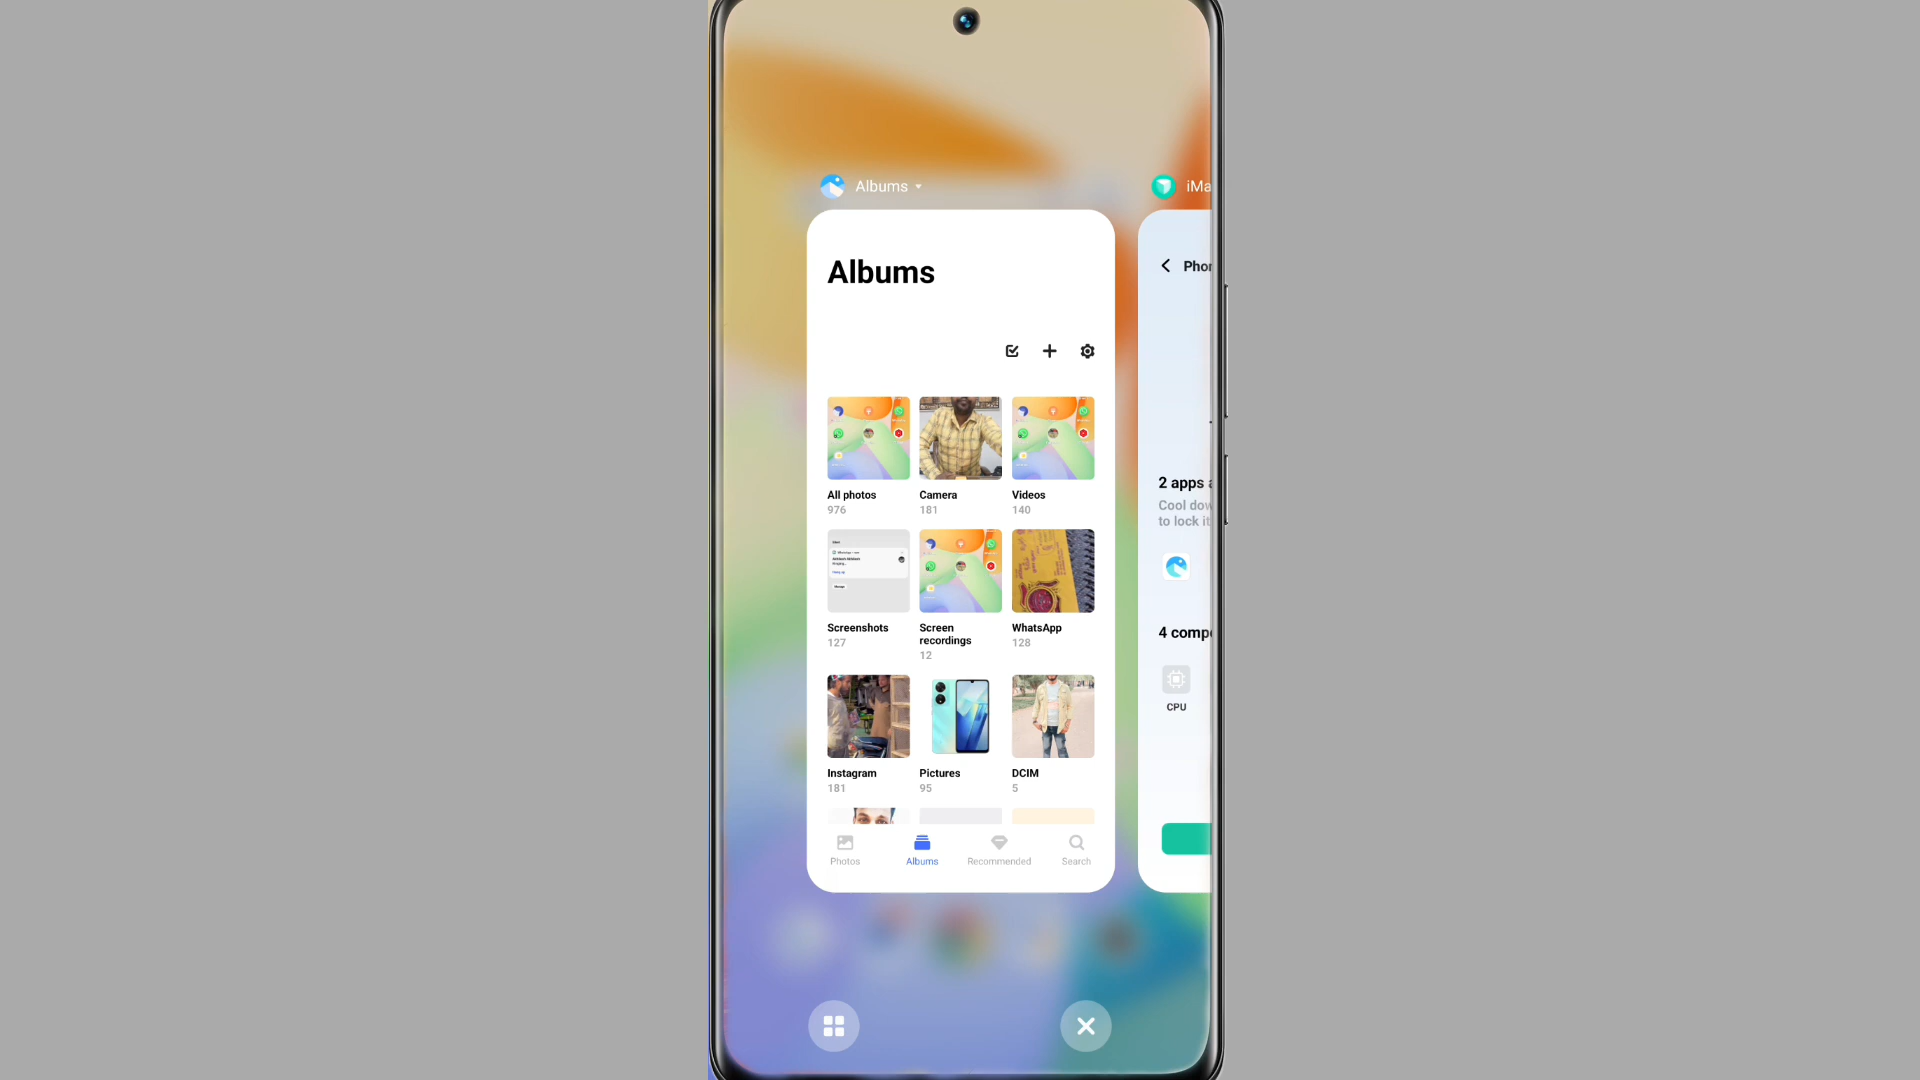 Albums
iMa
Albums
Phon
2 apps a
Cool dow
to lock it
4 compo
CPU
All photos
976
Camera
181
Videos
140
Screenshots
127
Screen
recordings
12
WhatsApp
128
Instagram
181
Pictures
95
DCIM
5
Photos
Albums
Recommended
Search